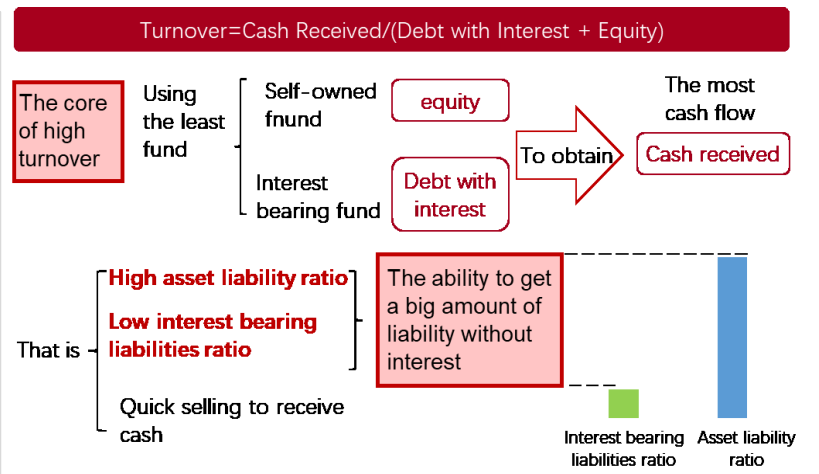 Turnover=Cash Received/(Debt with Interest + Equity)
The core
of high
turnover
Using
the least
fund
Self-owned
fnund
equity
Interest
bearing fund
Debt with
interest
To obtain
The most
cash flow
Cash received
That is
High asset liability ratio
Low interest bearing
liabilities ratio
Quick selling to receive
cash
The ability to get
a big amount of
liability without
interest
Interest bearing
liabilities ratio
Asset liability
ratio